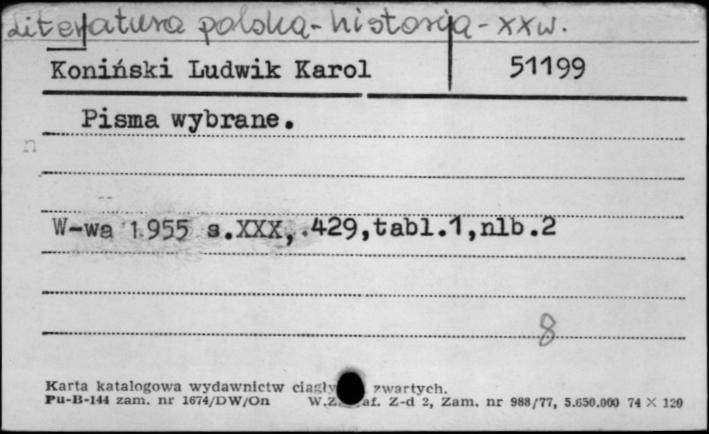 Literatura polska - historja - XX w.
Koniński Ludwik Karol 51199
Pisma wybrane.
W-wa 1955 s.XXX, 429,tabl.1,nlb.2
8
Karta katalogowa wydawnictw zwartych.
Pu-B-144 zam. nr 1674/DW/On Z-d 2, Zam. nr 988/77, 5.650.000 74 × 120